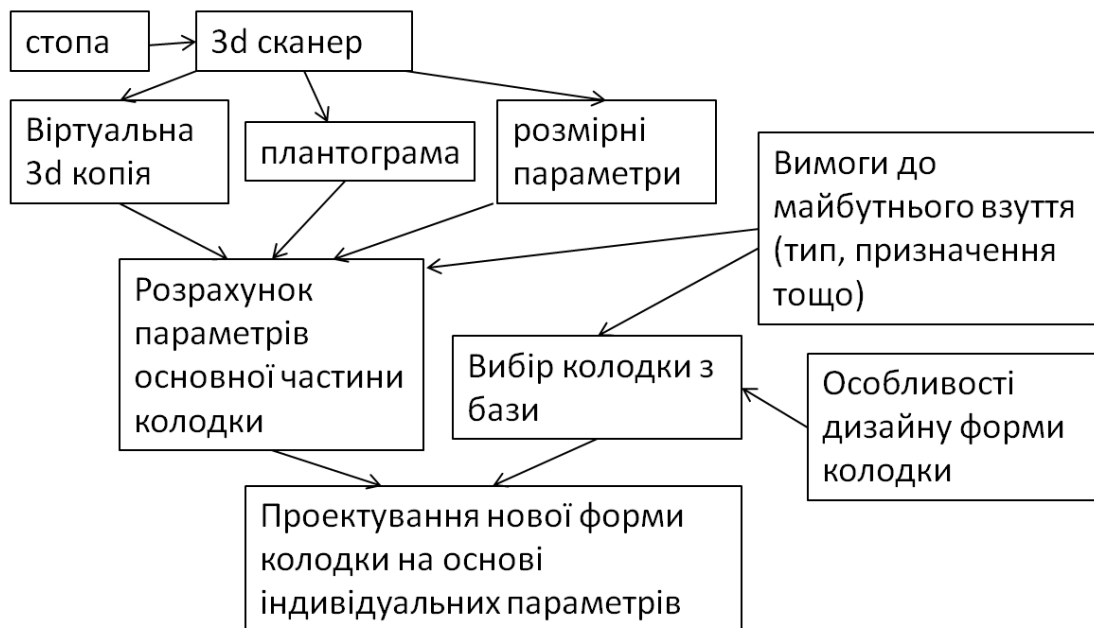 стопа
3d сканер
Віртуальна
3d копія
плантограма
розмірні
параметри
Вимоги до
майбутнього взуття
(тип, призначення
тощо)
Розрахунок
параметрів
основної частини
колодки
Вибір колодки з
бази
Особливості
дизайну форми
колодки
Проектування нової форми
колодки на основі
індивідуальних параметрів